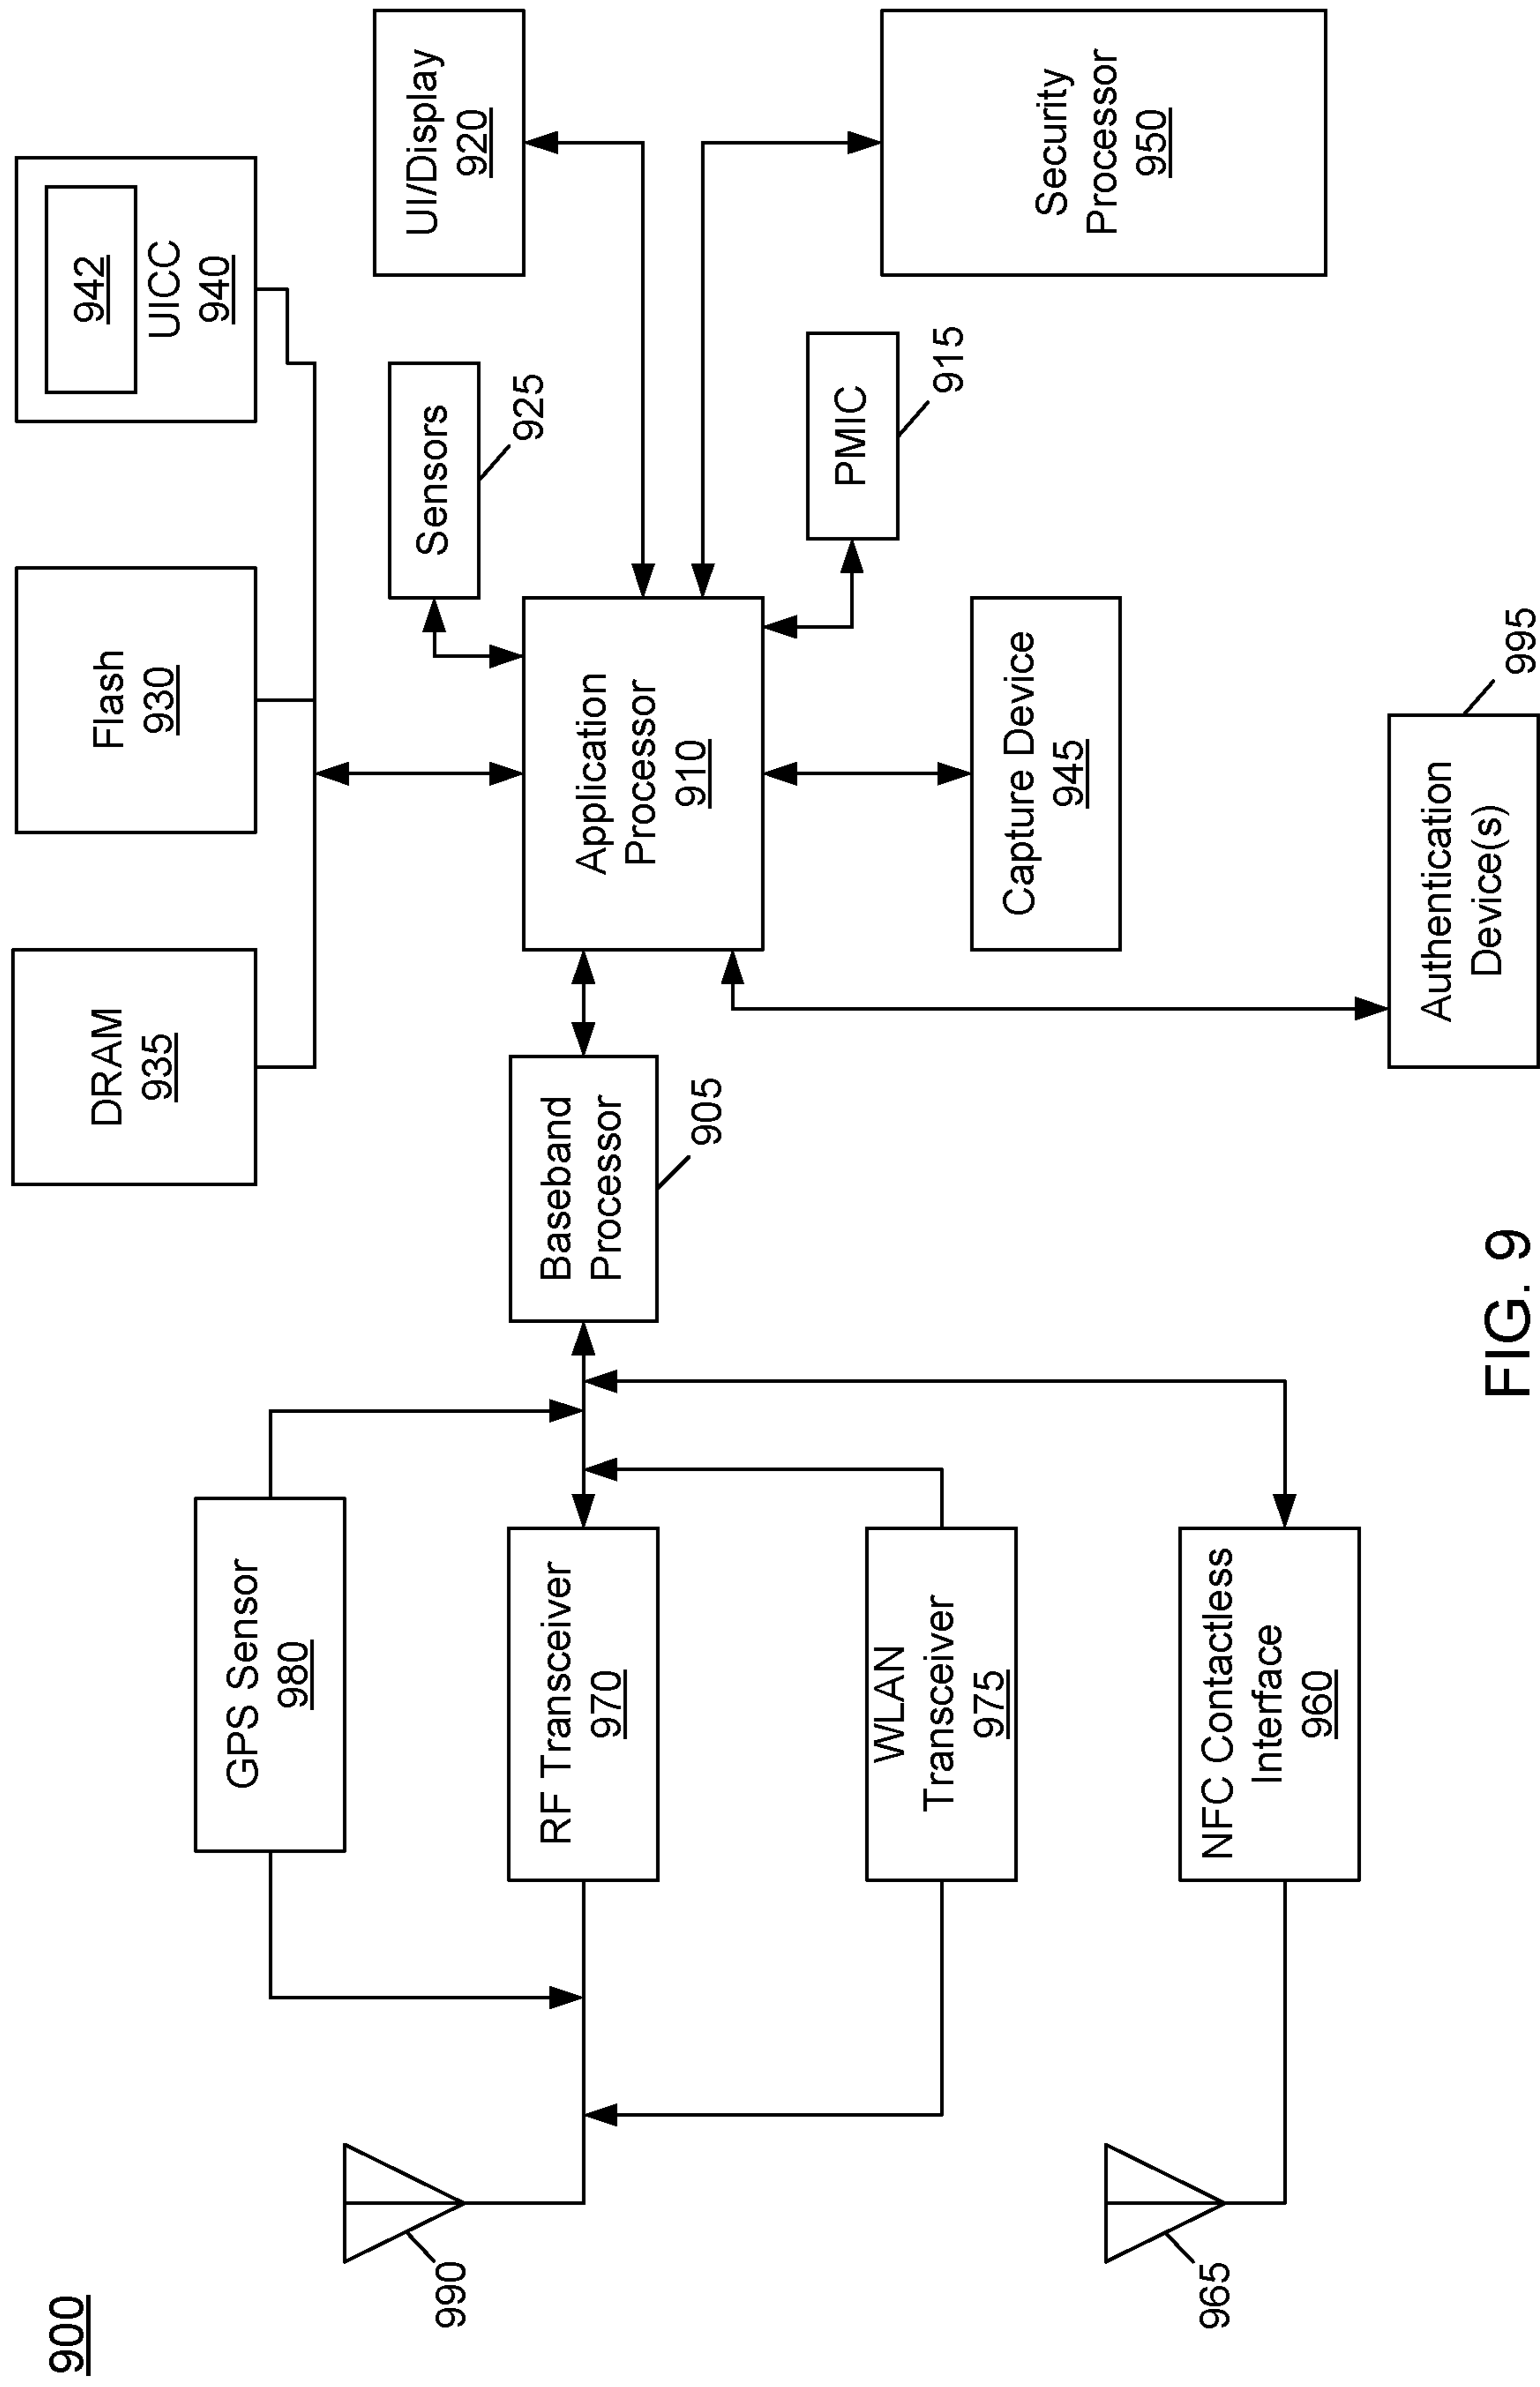 900
DRAM
935
Flash
930
942
UICC
940
GPS Sensor
980
Sensors
925
UI/Display
920
990
RF Transceiver
970
Baseband
Processor
905
Application
Processor
910
PMIC
915
WLAN
Transceiver
975
Capture Device
945
Security
Processor
950
965
NFC Contactless
Interface
960
Authentication
Device(s)
995
FIG. 9